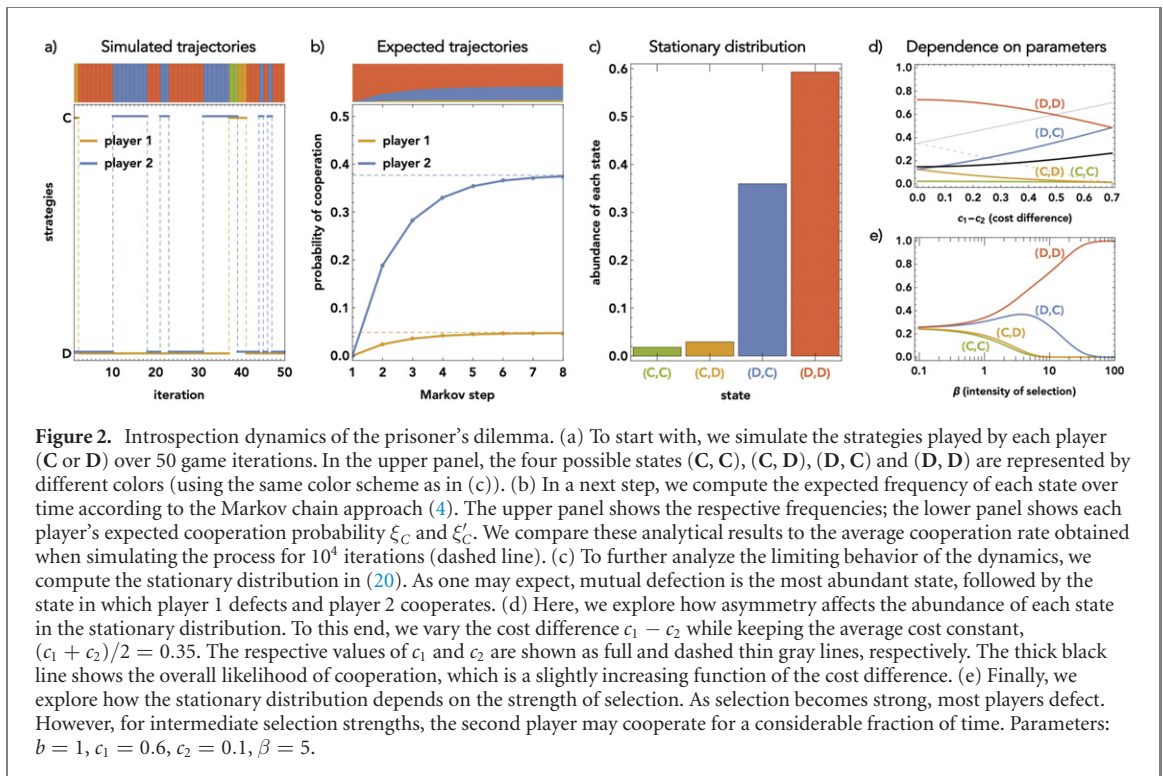 a) Simulated trajectories
C
player 1
player 2
strategies
D
10 20 30 40 50
iteration
b) Expected trajectories
0.5
0.4
0.3
0.2
0.1
0.0
player 1
player 2
probability of cooperation
1 2 3 4 5 6 7 8
Markov step
c) Stationary distribution
0.6
0.5
0.4
0.3
0.2
0.1
0.0
abundance of each state
(C,C) (C,D) (D,C) (D,D)
state
d) Dependence on parameters
1.0
0.8
0.6
0.4
0.2
0.0
(D,D)
(D,C)
(C,D) (C,C)
0.0 0.1 0.2 0.3 0.4 0.5 0.6 0.7
c₁–c₂ (cost difference)
e)
1.0
0.8
0.6
0.4
0.2
0.0
(D,D)
(D,C)
(C,D)
(C,C)
0.1 1 10 100
β (intensity of selection)
Figure 2. Introspection dynamics of the prisoner's dilemma. (a) To start with, we simulate the strategies played by each player
(C or D) over 50 game iterations. In the upper panel, the four possible states (C, C), (C, D), (D, C) and (D, D) are represented by
different colors (using the same color scheme as in (c)). (b) In a next step, we compute the expected frequency of each state over
time according to the Markov chain approach (4). The upper panel shows the respective frequencies; the lower panel shows each
player's expected cooperation probability ξ_C and ξ′_C. We compare these analytical results to the average cooperation rate obtained
when simulating the process for 10⁴ iterations (dashed line). (c) To further analyze the limiting behavior of the dynamics, we
compute the stationary distribution in (20). As one may expect, mutual defection is the most abundant state, followed by the
state in which player 1 defects and player 2 cooperates. (d) Here, we explore how asymmetry affects the abundance of each state
in the stationary distribution. To this end, we vary the cost difference c₁ − c₂ while keeping the average cost constant,
(c₁ + c₂)/2 = 0.35. The respective values of c₁ and c₂ are shown as full and dashed thin gray lines, respectively. The thick black
line shows the overall likelihood of cooperation, which is a slightly increasing function of the cost difference. (e) Finally, we
explore how the stationary distribution depends on the strength of selection. As selection becomes strong, most players defect.
However, for intermediate selection strengths, the second player may cooperate for a considerable fraction of time. Parameters:
b = 1, c₁ = 0.6, c₂ = 0.1, β = 5.